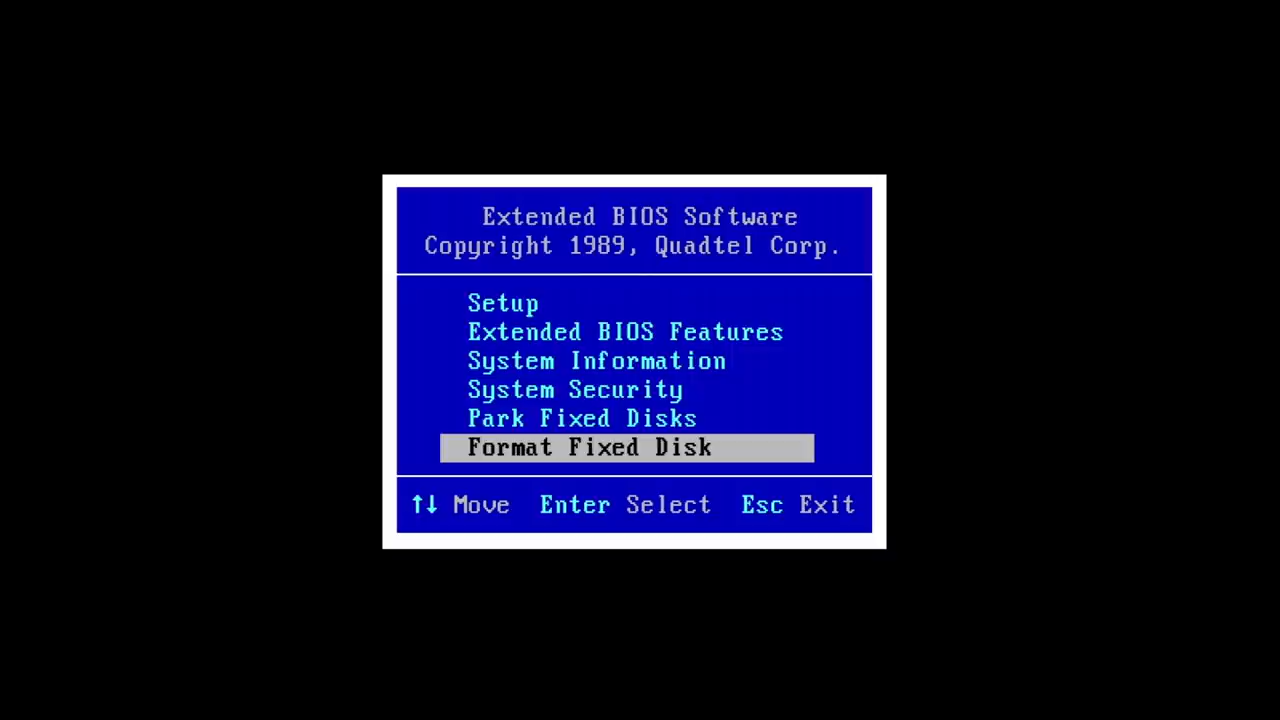 Extended BIOS Software
Copyright 1989, Quadtel Corp.
Setup
Extended BIOS Features
System Information
System Security
Park Fixed Disks
Format Fixed Disk
↑↓ Move Enter Select Esc Exit